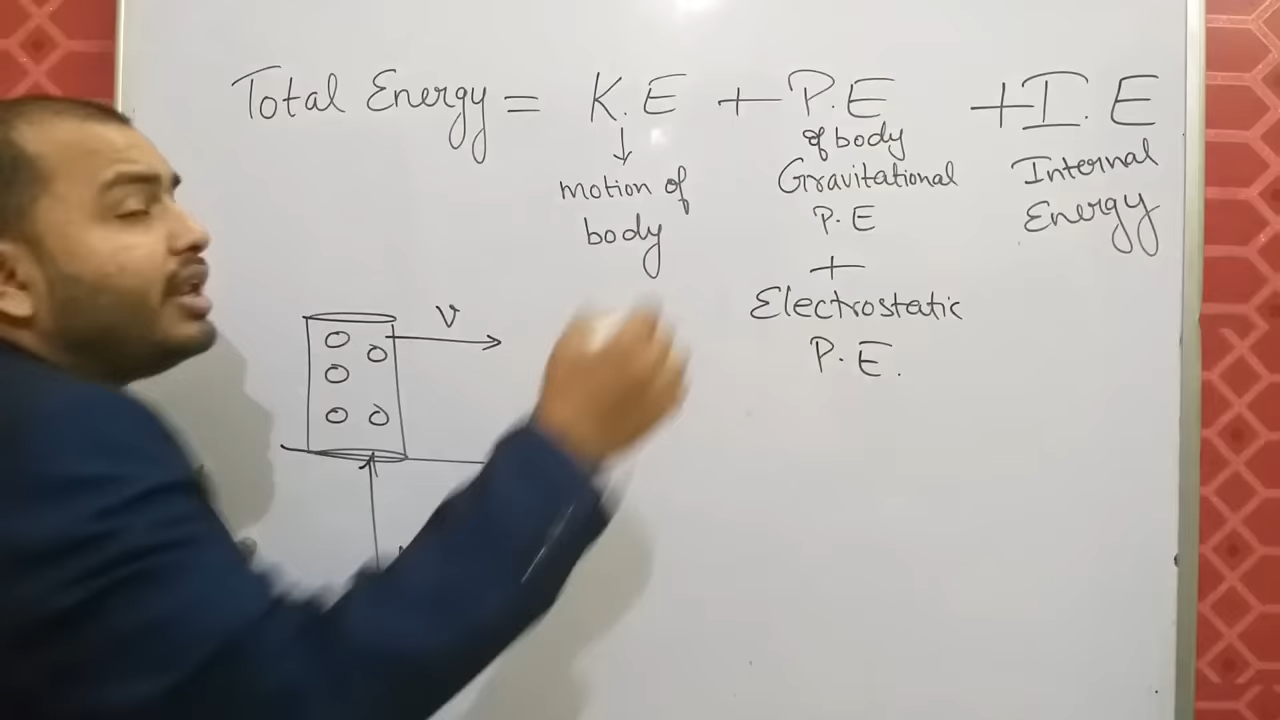 Total Energy = K.E + P.E + I.E
↓
motion of
body
of body
Gravitational
P.E
+
Electrostatic
P.E.
Internal
Energy
v